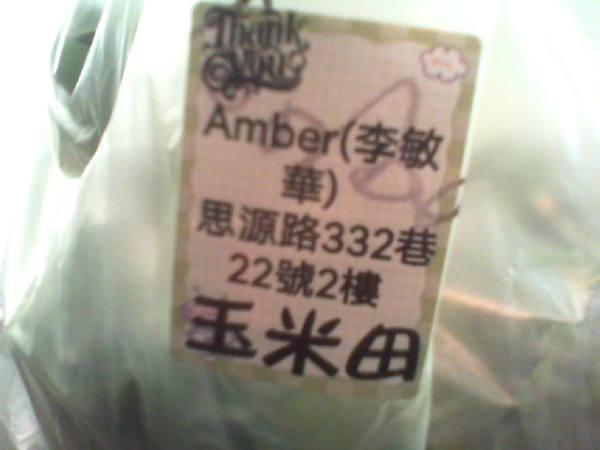 Thank
You
Amber(李敏
華)
思源路332巷
22號2樓
玉米田